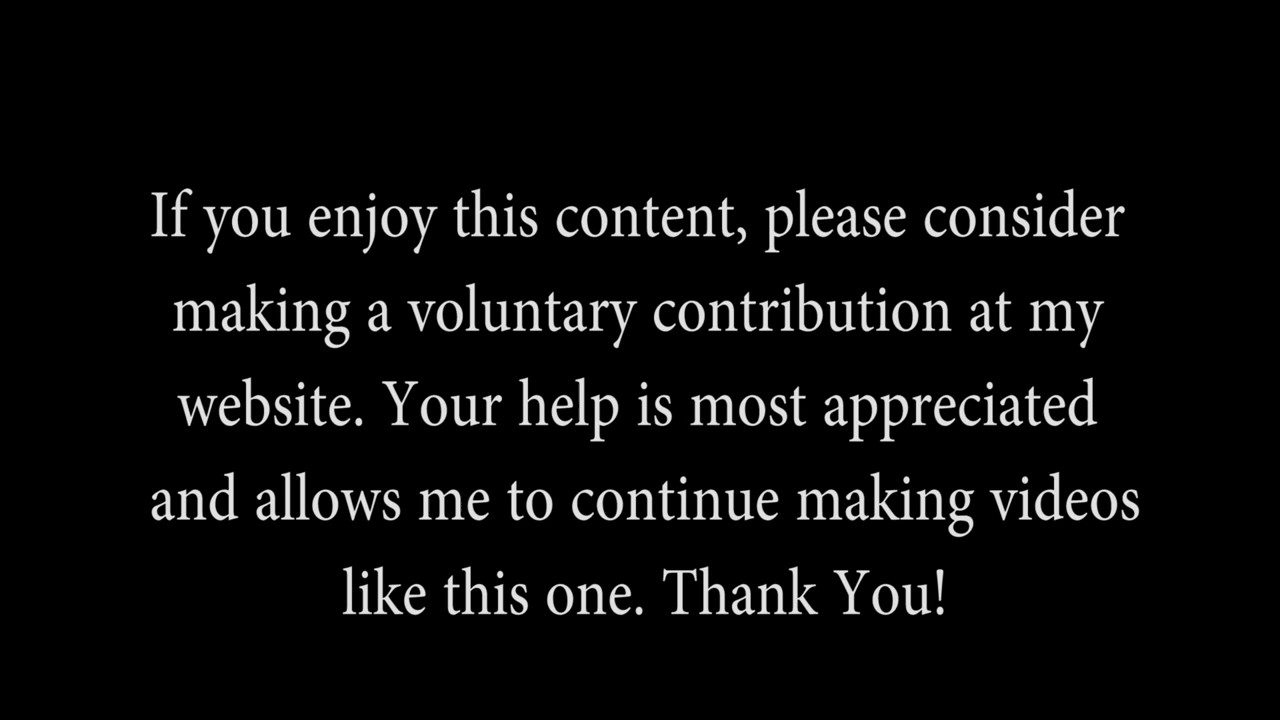 If you enjoy this content, please consider
making a voluntary contribution at my
website. Your help is most appreciated
and allows me to continue making videos
like this one. Thank You!